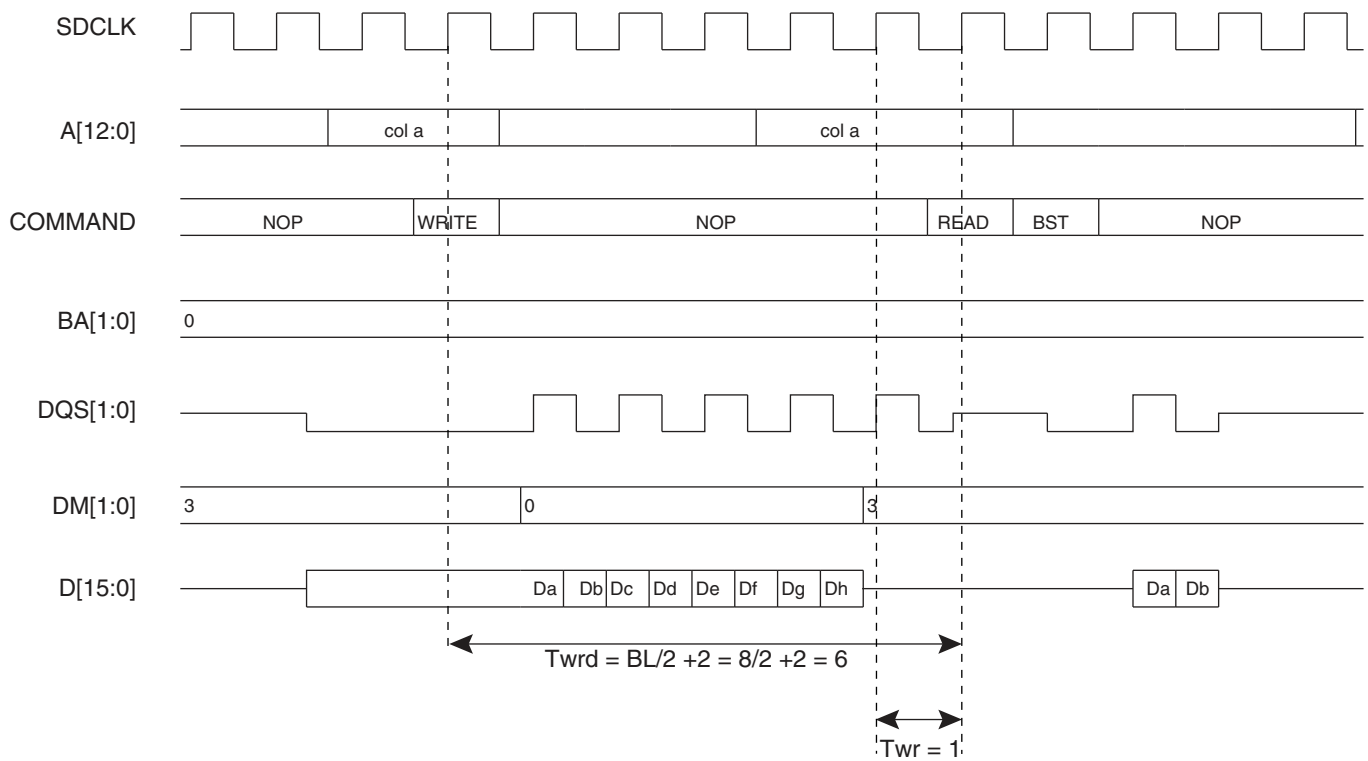 SDCLK
A[12:0] col a col a
COMMAND NOP WRITE NOP READ BST NOP
BA[1:0] 0
DQS[1:0]
DM[1:0] 3 0 3
D[15:0] Da Db Dc Dd De Df Dg Dh Da Db
Twrd = BL/2 +2 = 8/2 +2 = 6
Twr = 1